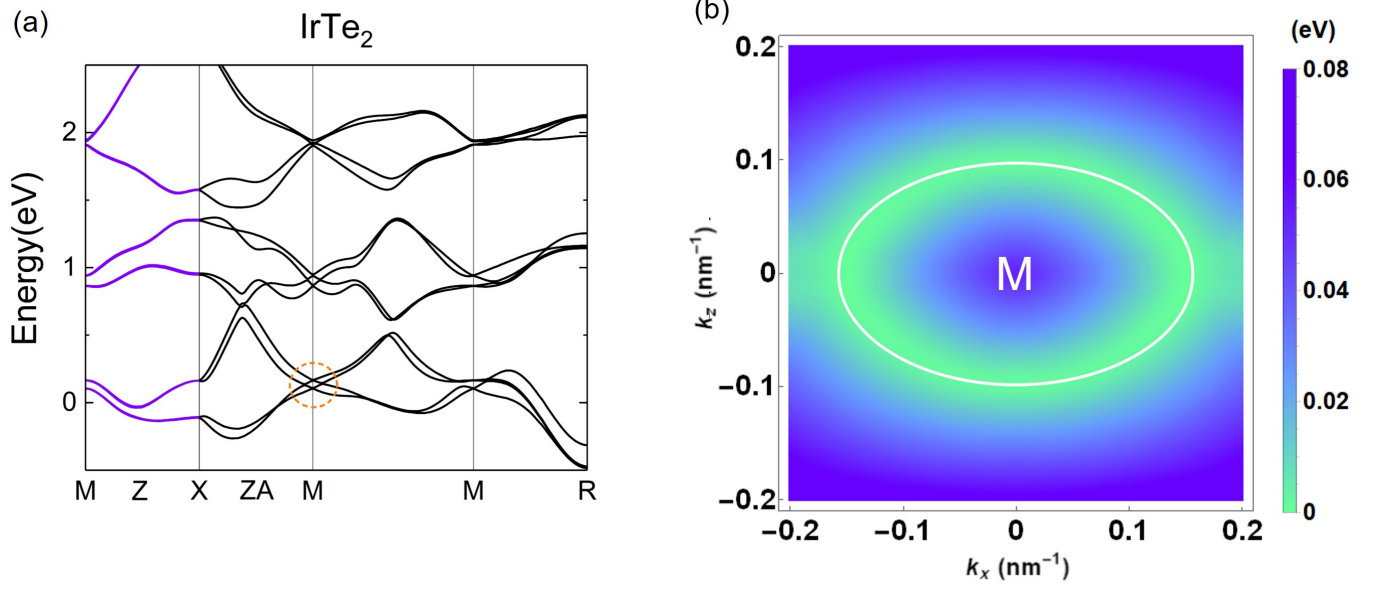 (a)
IrTe2
Energy(eV)
2
1
0
M Z X ZA M M R
(b)
(eV)
0.2
0.1
0
−0.1
−0.2
kz (nm−1)
M
−0.2 −0.1 0 0.1 0.2
kx (nm−1)
0.08
0.06
0.04
0.02
0